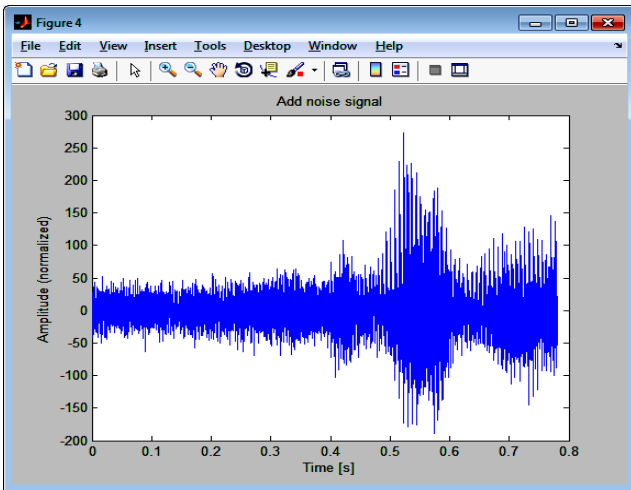 Figure 4
File Edit View Insert Tools Desktop Window Help
Add noise signal
300
250
200
150
100
50
0
-50
-100
-150
-200
Amplitude (normalized)
0 0.1 0.2 0.3 0.4 0.5 0.6 0.7 0.8
Time [s]